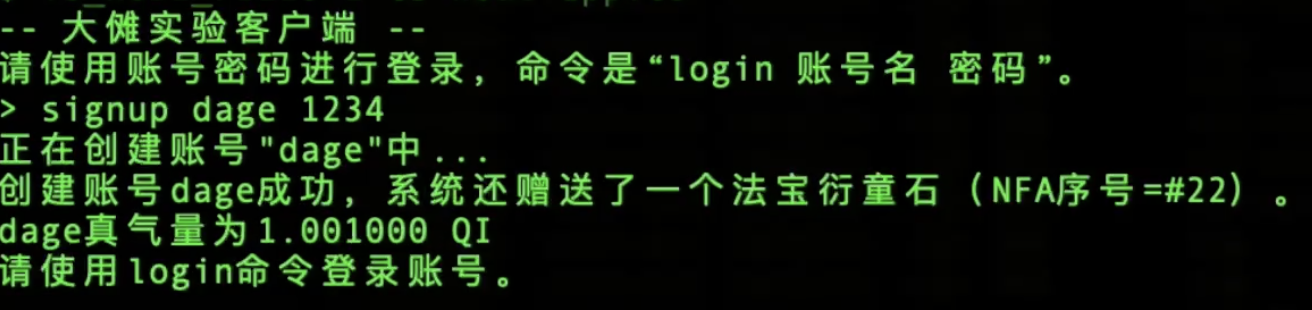 -- 大傩实验客户端 --
请使用账号密码进行登录，命令是“login 账号名 密码”。
> signup dage 1234
正在创建账号"dage"中...
创建账号dage成功，系统还赠送了一个法宝衍童石（NFA序号=#22）。
dage真气量为1.001000 QI
请使用login命令登录账号。